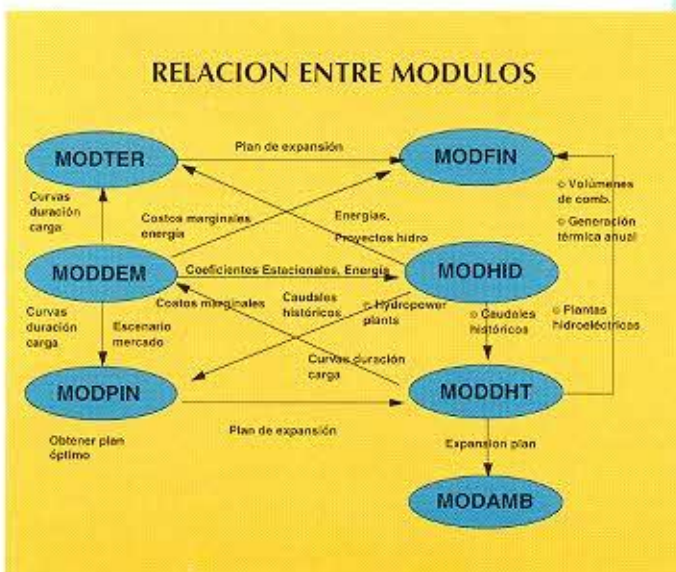 RELACION ENTRE MODULOS
MODTER
Plan de expansión
MODFIN
Curvas
duración
carga
Costos marginales
energía
Energías,
Proyectos hidro
o Volúmenes
de comb.
o Generación
térmica anual
MODDEM
Coeficientes Estacionales, Energía
MODHID
Curvas
duración
carga
Escenario
mercado
Costos marginales
Caudales
históricos
o Hydropower
plants
o Caudales
históricos
o Plantas
hidroeléctricas
Curvas duración
carga
MODPIN
MODDHT
Obtener plan
óptimo
Plan de expansión
Expansion plan
MODAMB